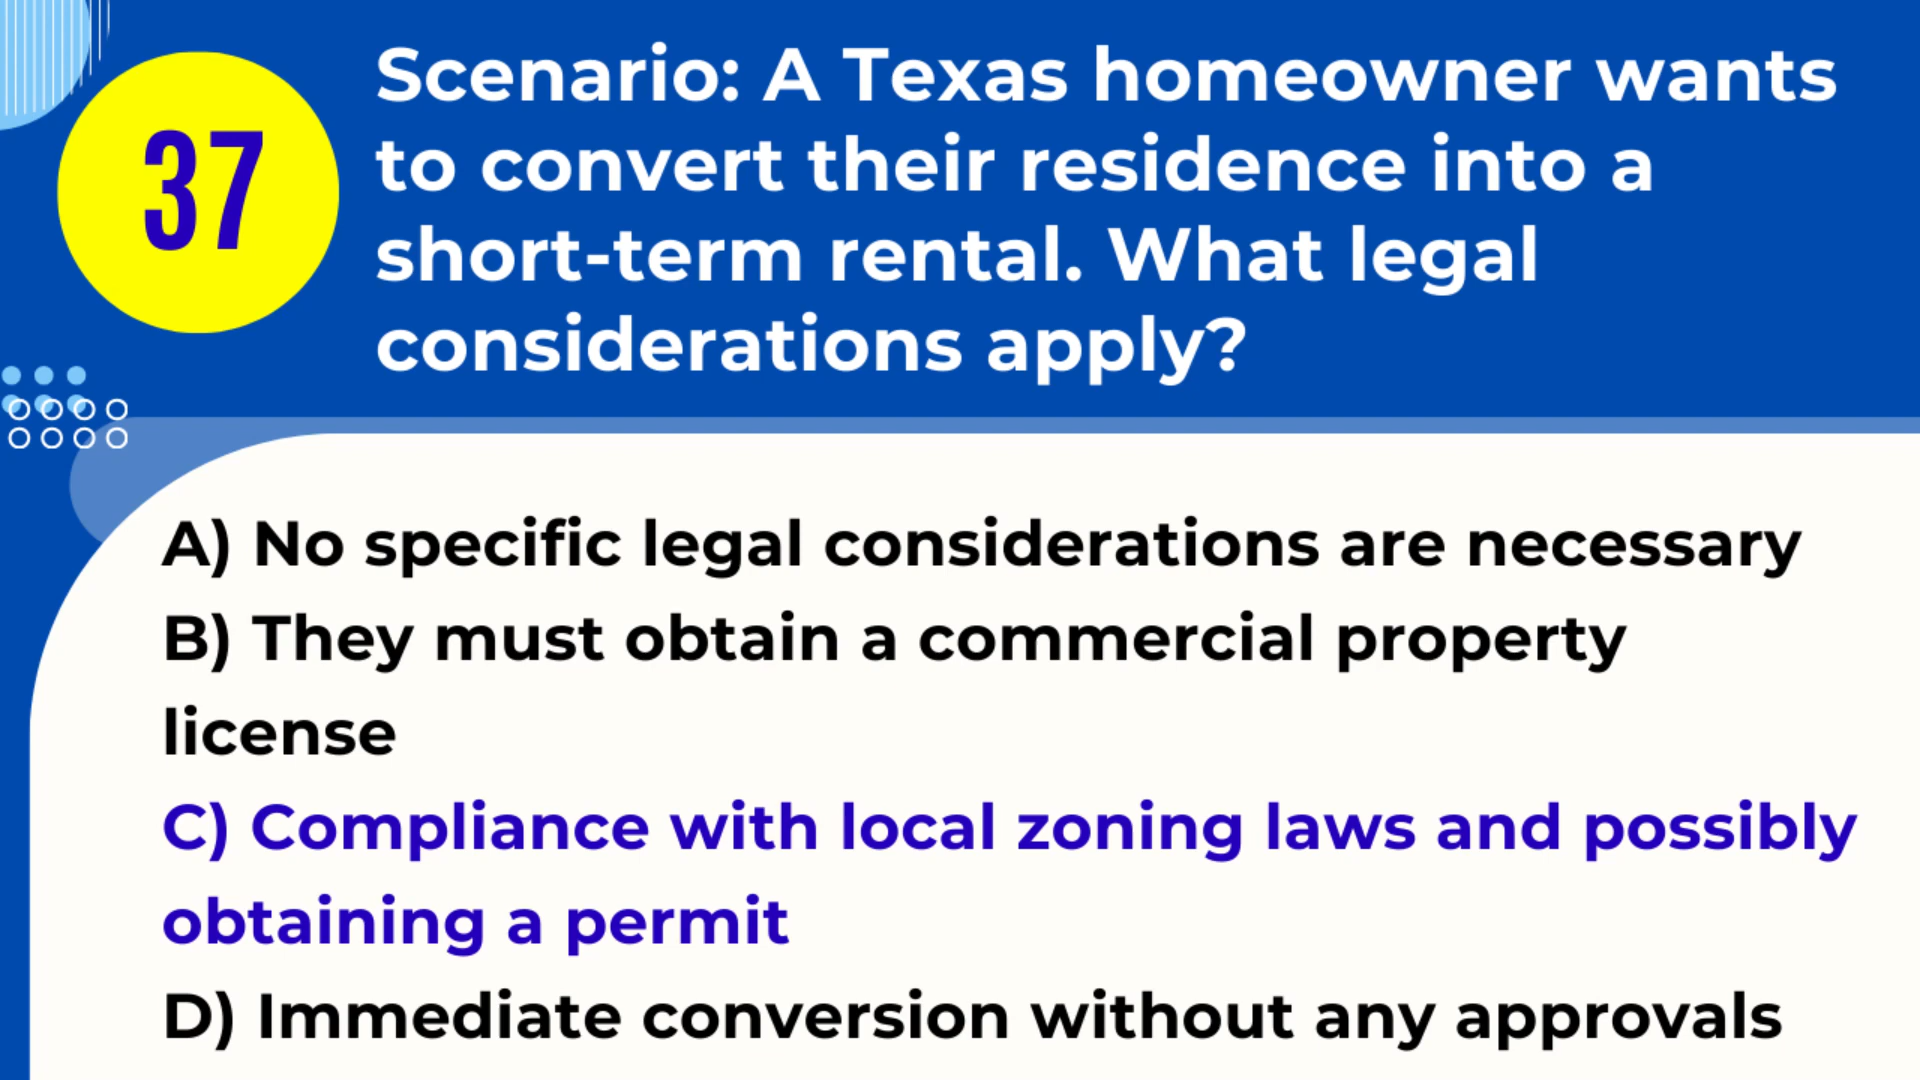 37
Scenario: A Texas homeowner wants
to convert their residence into a
short-term rental. What legal
considerations apply?
A) No specific legal considerations are necessary
B) They must obtain a commercial property
license
C) Compliance with local zoning laws and possibly
obtaining a permit
D) Immediate conversion without any approvals